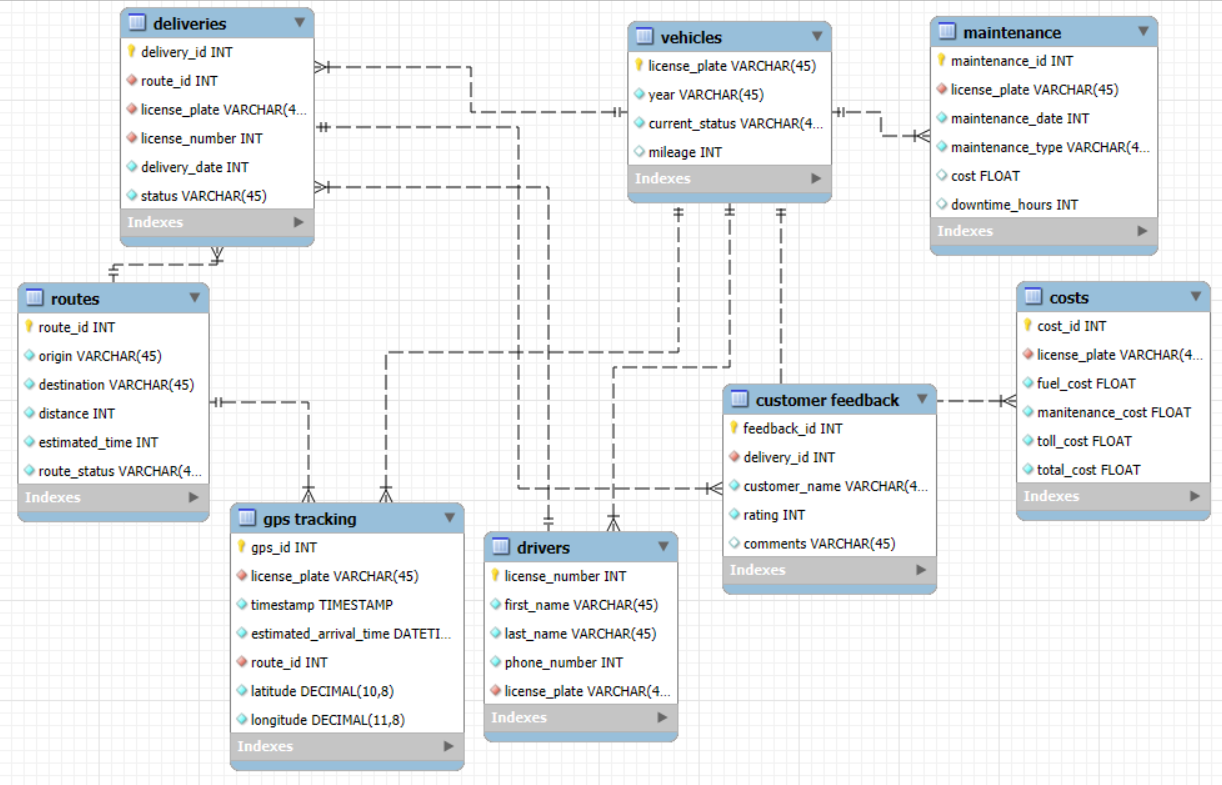 deliveries
delivery_id INT
route_id INT
license_plate VARCHAR(4...
license_number INT
delivery_date INT
status VARCHAR(45)
Indexes
vehicles
license_plate VARCHAR(45)
year VARCHAR(45)
current_status VARCHAR(4...
mileage INT
Indexes
maintenance
maintenance_id INT
license_plate VARCHAR(45)
maintenance_date INT
maintenance_type VARCHAR(4...
cost FLOAT
downtime_hours INT
Indexes
routes
route_id INT
origin VARCHAR(45)
destination VARCHAR(45)
distance INT
estimated_time INT
route_status VARCHAR(4...
Indexes
costs
cost_id INT
license_plate VARCHAR(4...
fuel_cost FLOAT
manitenance_cost FLOAT
toll_cost FLOAT
total_cost FLOAT
Indexes
customer feedback
feedback_id INT
delivery_id INT
customer_name VARCHAR(4...
rating INT
comments VARCHAR(45)
Indexes
gps tracking
gps_id INT
license_plate VARCHAR(45)
timestamp TIMESTAMP
estimated_arrival_time DATETI...
route_id INT
latitude DECIMAL(10,8)
longitude DECIMAL(11,8)
Indexes
drivers
license_number INT
first_name VARCHAR(45)
last_name VARCHAR(45)
phone_number INT
license_plate VARCHAR(4...
Indexes